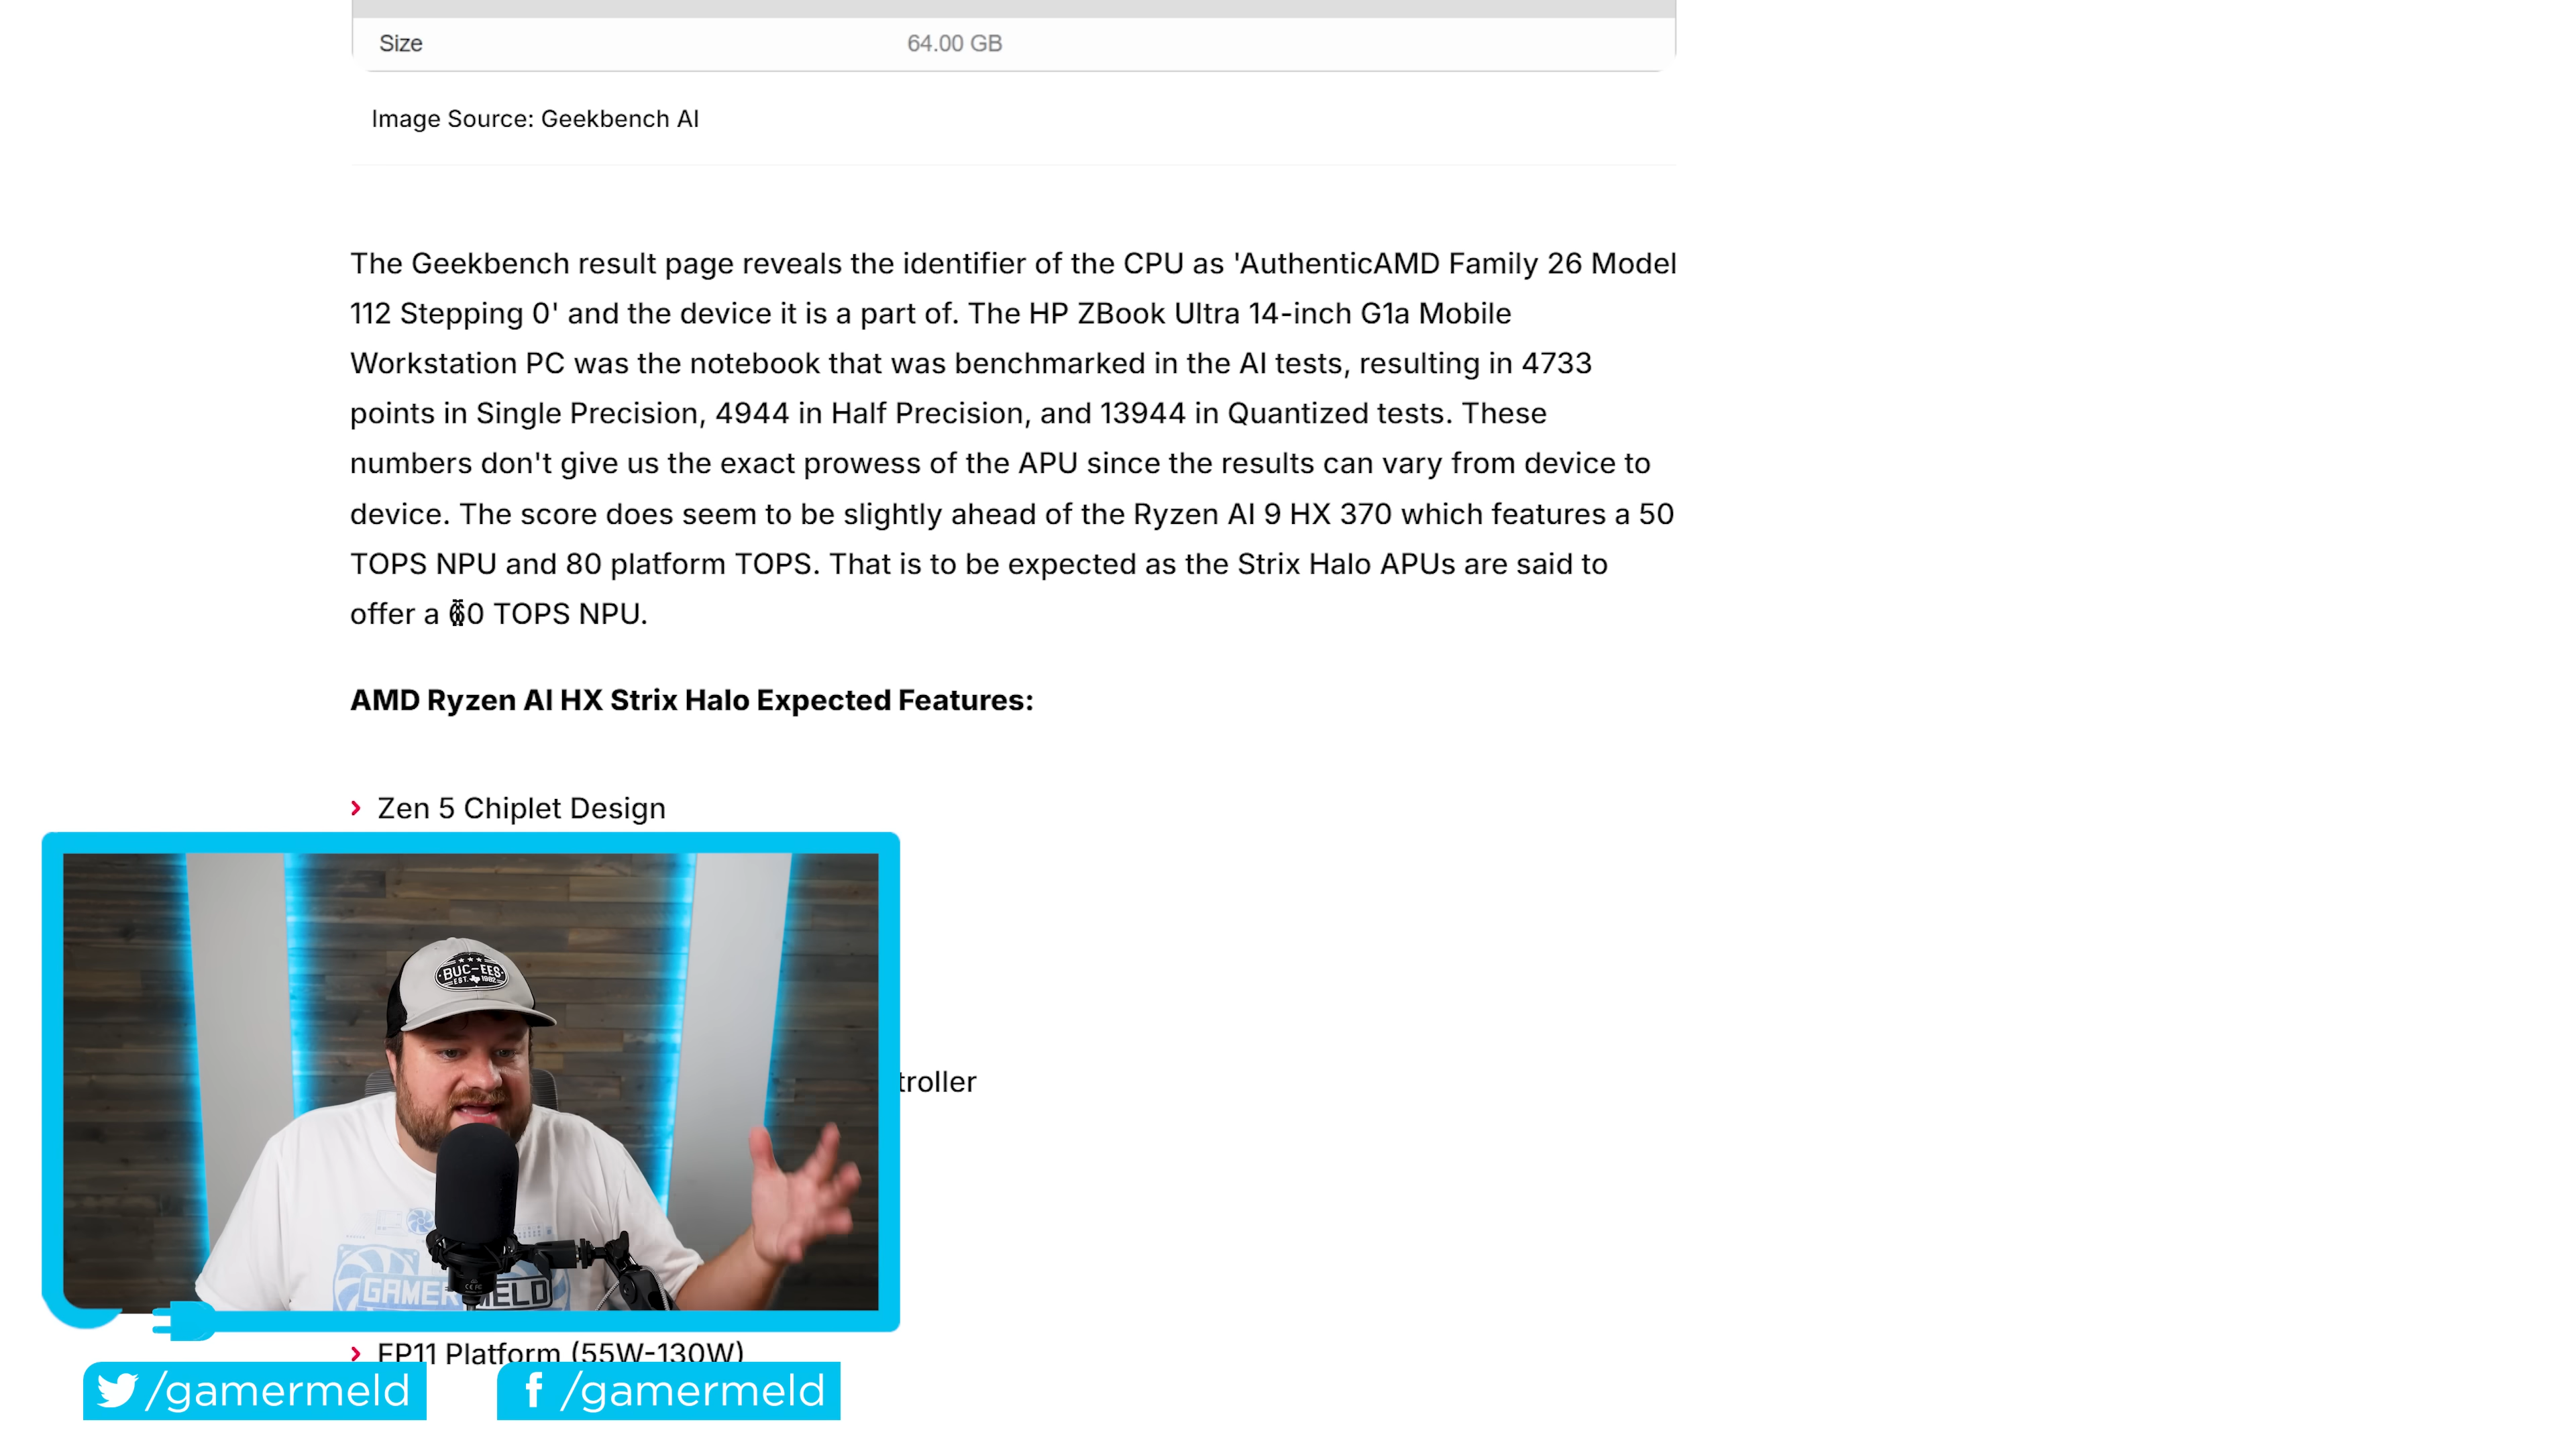 Size 64.00 GB
Image Source: Geekbench AI
The Geekbench result page reveals the identifier of the CPU as 'AuthenticAMD Family 26 Model
112 Stepping 0' and the device it is a part of. The HP ZBook Ultra 14-inch G1a Mobile
Workstation PC was the notebook that was benchmarked in the AI tests, resulting in 4733
points in Single Precision, 4944 in Half Precision, and 13944 in Quantized tests. These
numbers don't give us the exact prowess of the APU since the results can vary from device to
device. The score does seem to be slightly ahead of the Ryzen AI 9 HX 370 which features a 50
TOPS NPU and 80 platform TOPS. That is to be expected as the Strix Halo APUs are said to
offer a 60 TOPS NPU.
AMD Ryzen AI HX Strix Halo Expected Features:
Zen 5 Chiplet Design
troller
BUC-EES
EST. 1982
GAMER MELD
FP11 Platform (55W-130W)
/gamermeld
f /gamermeld